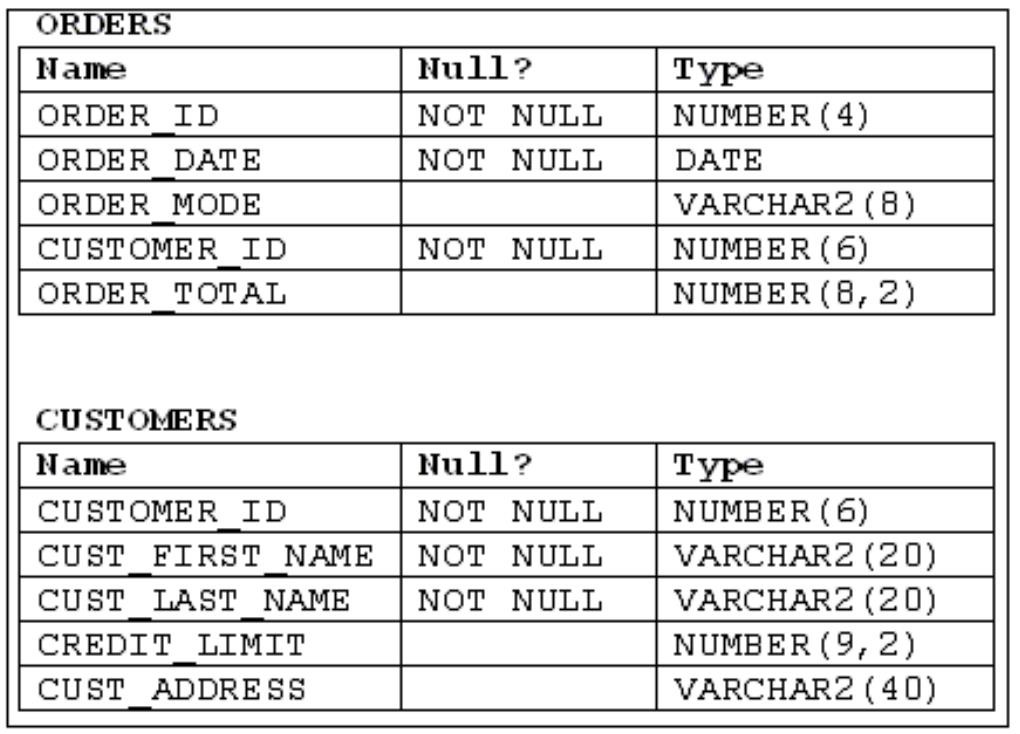 ORDERS
Name Null? Type
ORDER_ID NOT NULL NUMBER(4)
ORDER_DATE NOT NULL DATE
ORDER_MODE VARCHAR2(8)
CUSTOMER_ID NOT NULL NUMBER(6)
ORDER_TOTAL NUMBER(8,2)
CUSTOMERS
Name Null? Type
CUSTOMER_ID NOT NULL NUMBER(6)
CUST_FIRST_NAME NOT NULL VARCHAR2(20)
CUST_LAST_NAME NOT NULL VARCHAR2(20)
CREDIT_LIMIT NUMBER(9,2)
CUST_ADDRESS VARCHAR2(40)